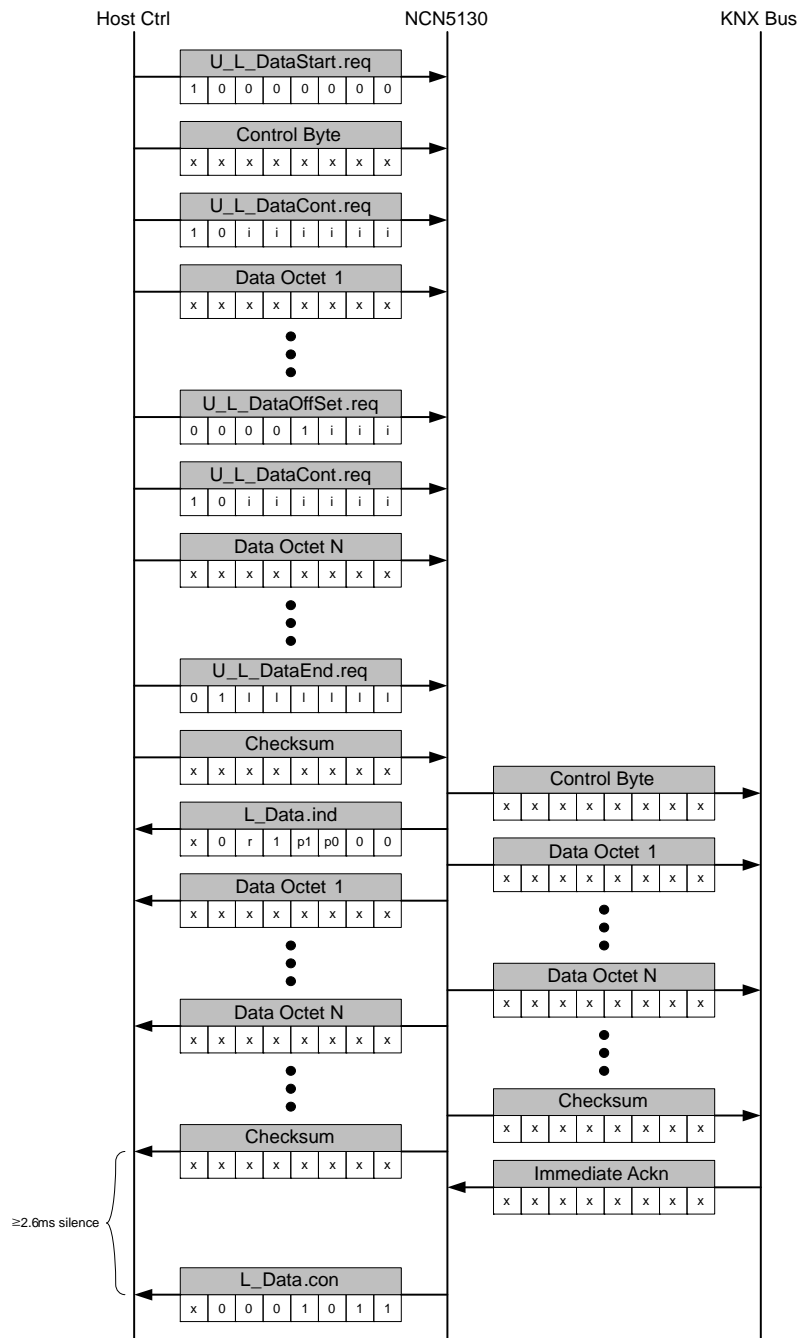 Host Ctrl NCN5130 KNX Bus
U_L_DataStart.req
1 0 0 0 0 0 0 0
Control Byte
x x x x x x x x
U_L_DataCont.req
1 0 i i i i i i
Data Octet 1
x x x x x x x x
U_L_DataOffSet.req
0 0 0 0 1 i i i
U_L_DataCont.req
1 0 i i i i i i
Data Octet N
x x x x x x x x
U_L_DataEnd.req
0 1 l l l l l l
Checksum
x x x x x x x x
Control Byte
x x x x x x x x
L_Data.ind
x 0 r 1 p1 p0 0 0
Data Octet 1
x x x x x x x x
Data Octet 1
x x x x x x x x
Data Octet N
x x x x x x x x
Data Octet N
x x x x x x x x
Checksum
x x x x x x x x
Checksum
x x x x x x x x
Immediate Ackn
x x x x x x x x
≥2.6ms silence
L_Data.con
x 0 0 0 1 0 1 1